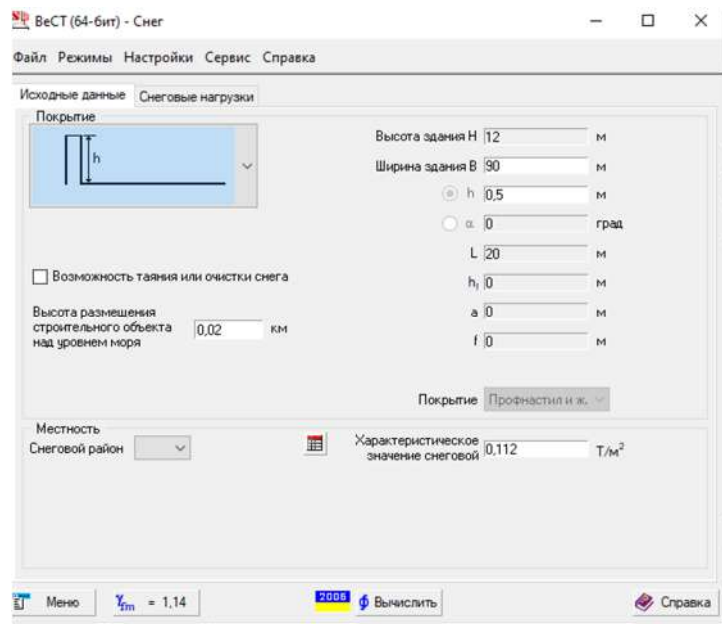 ВеСТ (64-бит) - Снег
Файл Режимы Настройки Сервис Справка
Исходные данные Снеговые нагрузки
Покрытие
h
Высота здания H 12 м
Ширина здания B 90 м
h 0,5 м
α 0 град
L 20 м
Возможность таяния или очистки снега
h₁ 0 м
Высота размещения
строительного объекта
над уровнем моря
0,02 км
a 0 м
f 0 м
Покрытие Профнастил и ж.
Местность
Снеговой район
Характеристическое
значение снеговой
0,112 Т/м²
Меню
γfm = 1,14
2006
Вычислить
Справка